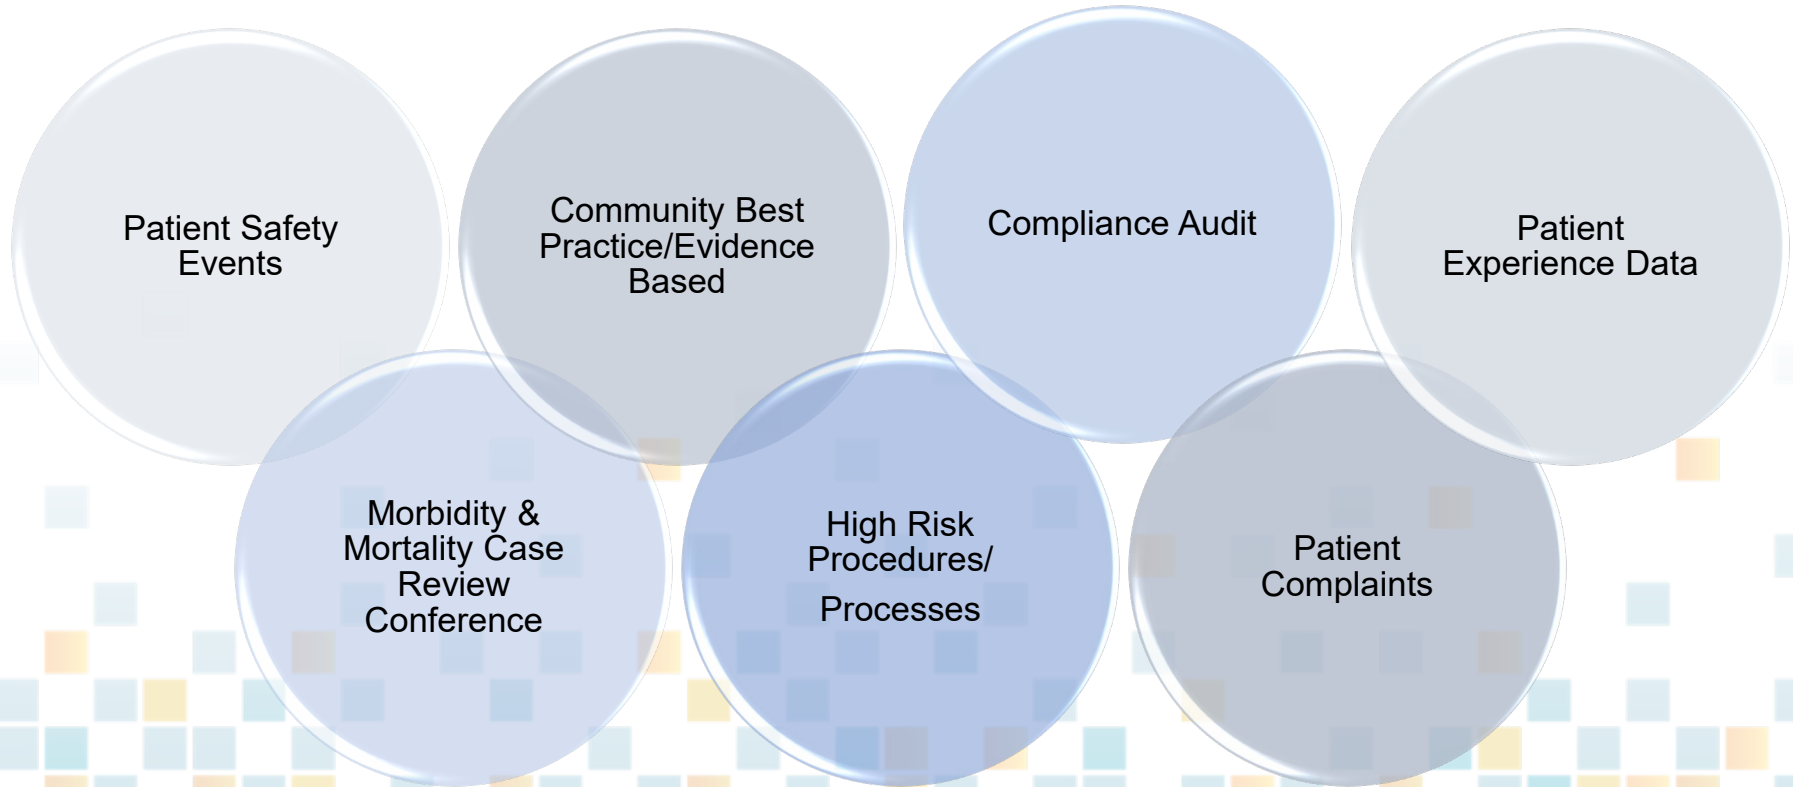 Patient Safety
Events
Community Best
Practice/Evidence
Based
Compliance Audit
Patient
Experience Data
Morbidity &
Mortality Case
Review
Conference
High Risk
Procedures/
Processes
Patient
Complaints